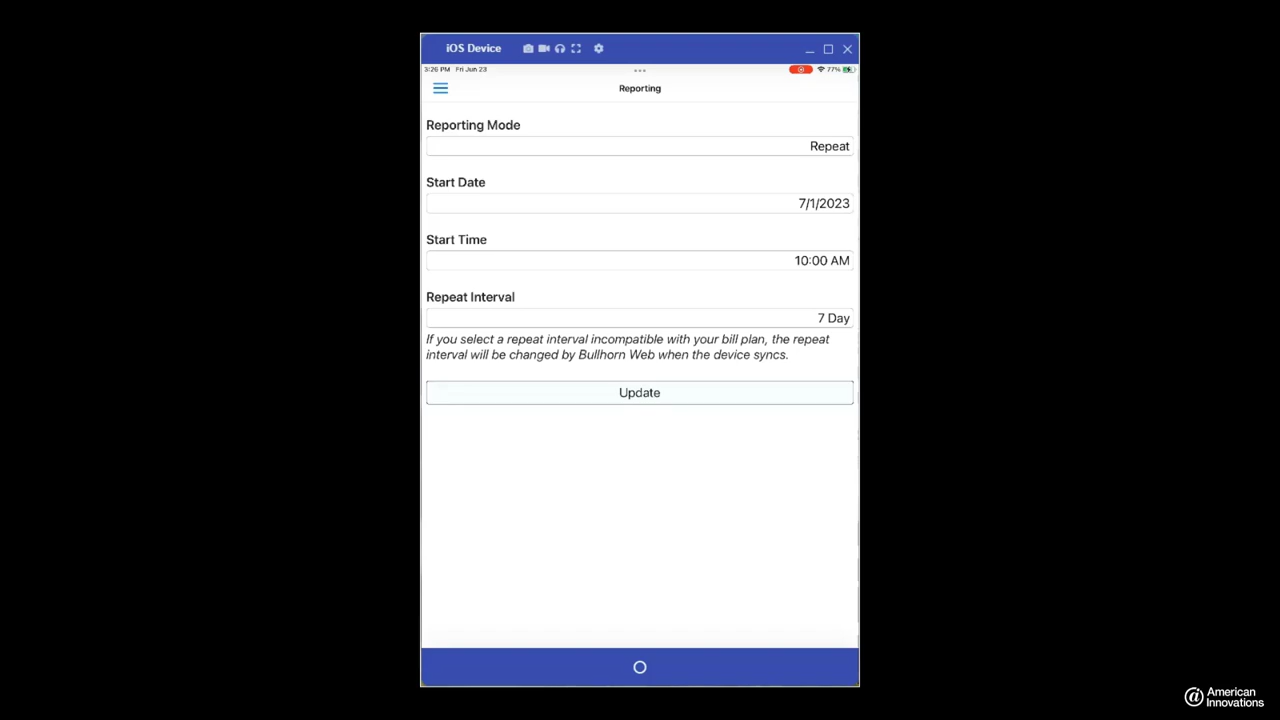 iOS Device
3:26 PM Fri Jun 23
77%
Reporting
Reporting Mode
Repeat
Start Date
7/1/2023
Start Time
10:00 AM
Repeat Interval
7 Day
If you select a repeat interval incompatible with your bill plan, the repeat
interval will be changed by Bullhorn Web when the device syncs.
Update
American
Innovations